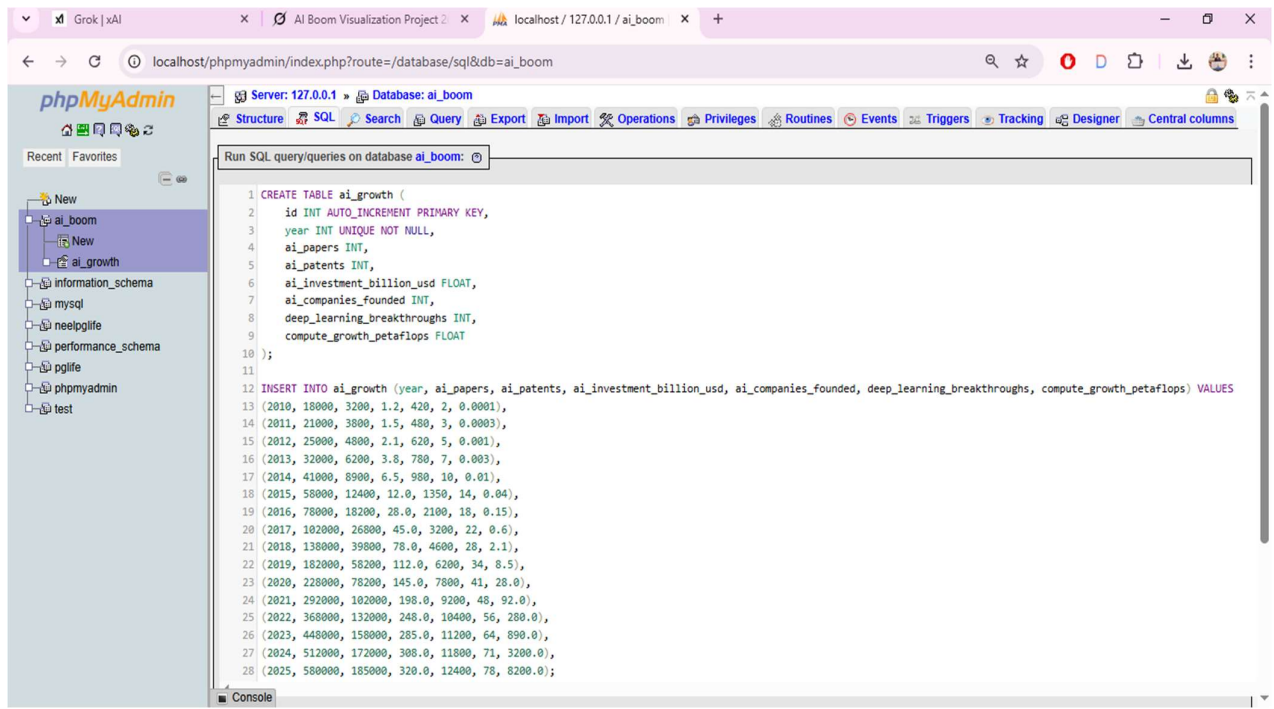 Grok | xAI
AI Boom Visualization Project 2
localhost / 127.0.0.1 / ai_boom
localhost/phpmyadmin/index.php?route=/database/sql&db=ai_boom
phpMyAdmin
Recent Favorites
New
ai_boom
New
ai_growth
information_schema
mysql
neelpglife
performance_schema
pglife
phpmyadmin
test
Server: 127.0.0.1 » Database: ai_boom
Structure SQL Search Query Export Import Operations Privileges Routines Events Triggers Tracking Designer Central columns
Run SQL query/queries on database ai_boom:
1 CREATE TABLE ai_growth (
2 id INT AUTO_INCREMENT PRIMARY KEY,
3 year INT UNIQUE NOT NULL,
4 ai_papers INT,
5 ai_patents INT,
6 ai_investment_billion_usd FLOAT,
7 ai_companies_founded INT,
8 deep_learning_breakthroughs INT,
9 compute_growth_petaflops FLOAT
10 );
11
12 INSERT INTO ai_growth (year, ai_papers, ai_patents, ai_investment_billion_usd, ai_companies_founded, deep_learning_breakthroughs, compute_growth_petaflops) VALUES
13 (2010, 18000, 3200, 1.2, 420, 2, 0.0001),
14 (2011, 21000, 3800, 1.5, 480, 3, 0.0003),
15 (2012, 25000, 4800, 2.1, 620, 5, 0.001),
16 (2013, 32000, 6200, 3.8, 780, 7, 0.003),
17 (2014, 41000, 8900, 6.5, 980, 10, 0.01),
18 (2015, 58000, 12400, 12.0, 1350, 14, 0.04),
19 (2016, 78000, 18200, 28.0, 2100, 18, 0.15),
20 (2017, 102000, 26800, 45.0, 3200, 22, 0.6),
21 (2018, 138000, 39800, 78.0, 4600, 28, 2.1),
22 (2019, 182000, 58200, 112.0, 6200, 34, 8.5),
23 (2020, 228000, 78200, 145.0, 7800, 41, 28.0),
24 (2021, 292000, 102000, 198.0, 9200, 48, 92.0),
25 (2022, 368000, 132000, 248.0, 10400, 56, 280.0),
26 (2023, 448000, 158000, 285.0, 11200, 64, 890.0),
27 (2024, 512000, 172000, 308.0, 11800, 71, 3200.0),
28 (2025, 580000, 185000, 320.0, 12400, 78, 8200.0);
Console